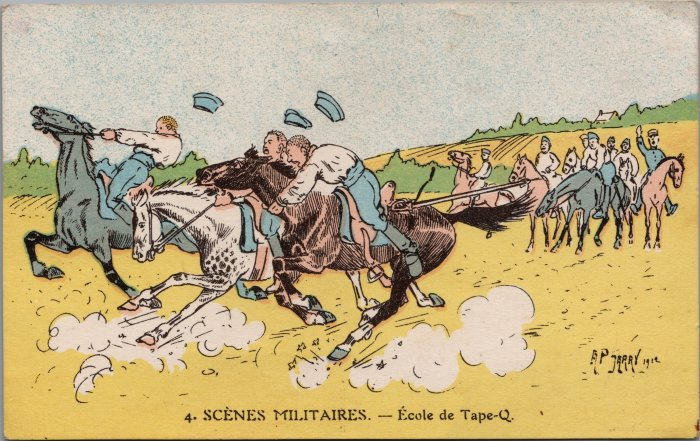 A P JARRY 1912
4. SCÈNES MILITAIRES. — École de Tape-Q.